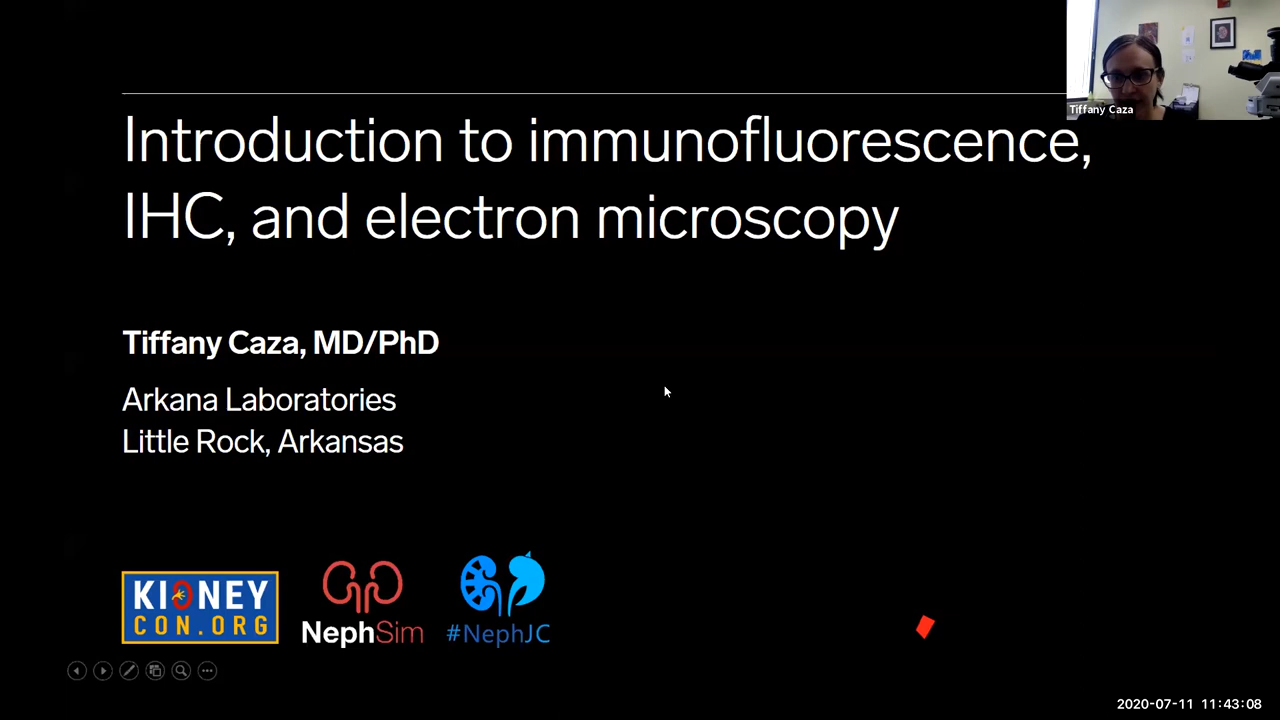 Tiffany Caza
Introduction to immunofluorescence,
IHC, and electron microscopy
Tiffany Caza, MD/PhD
Arkana Laboratories
Little Rock, Arkansas
KIDNEY
CON.ORG
NephSim
#NephJC
2020-07-11 11:43:08